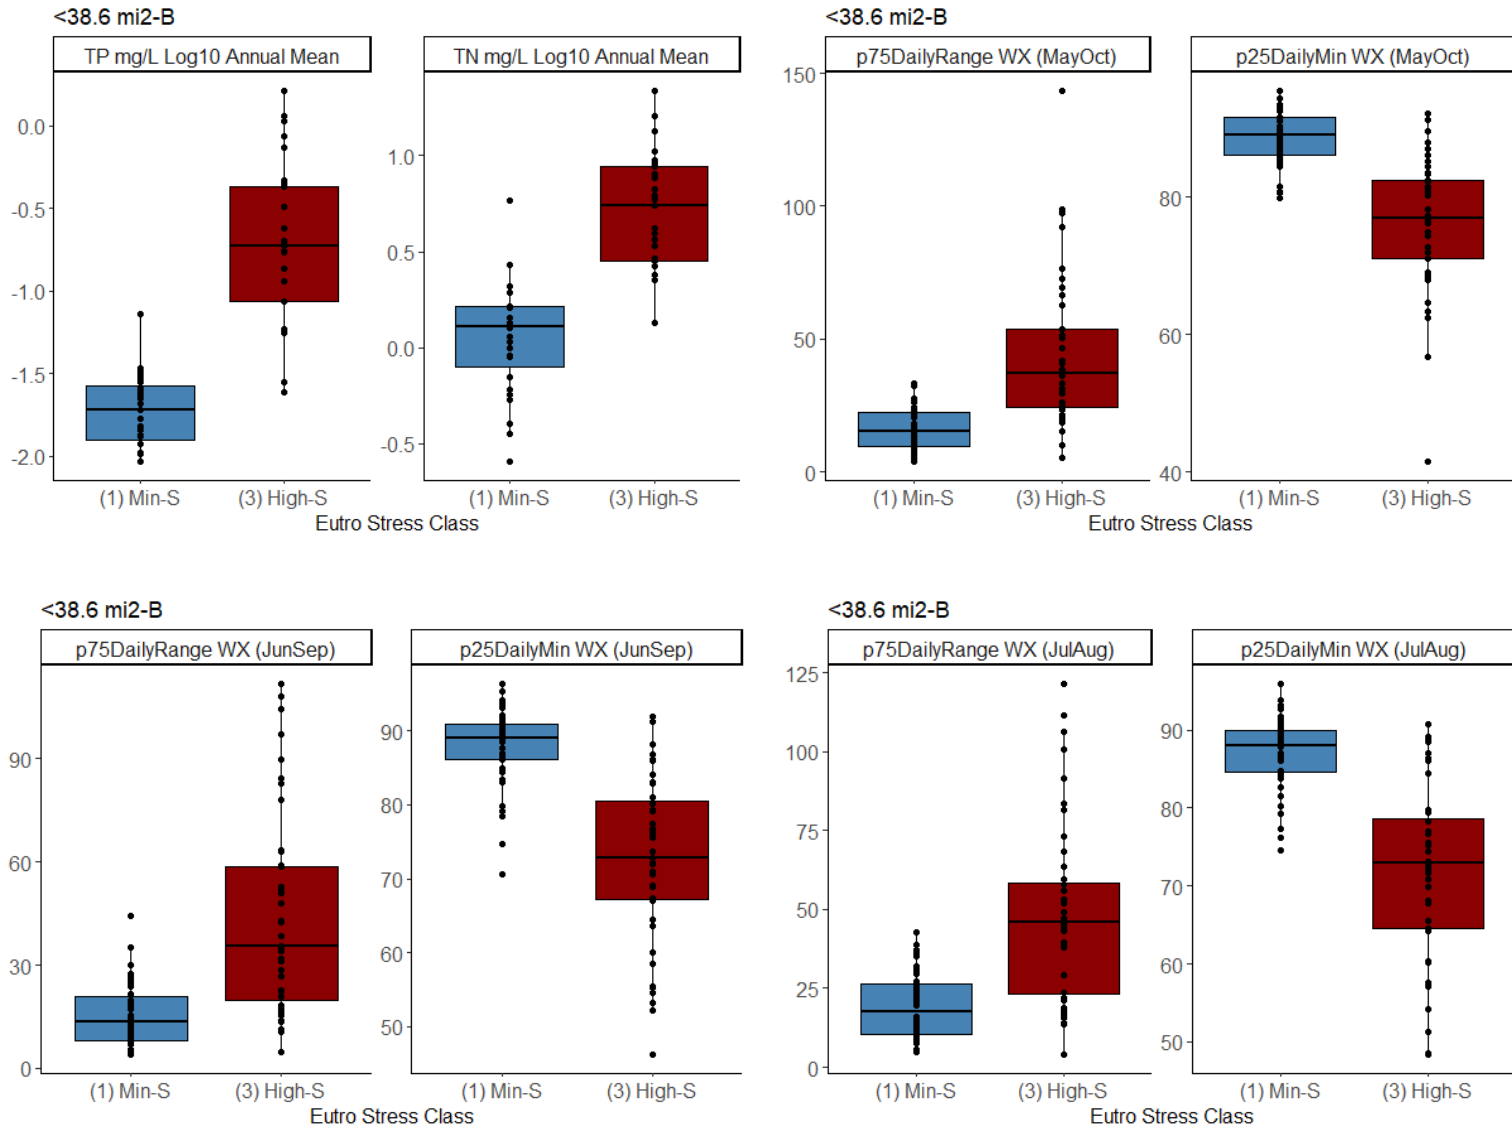 <38.6 mi2-B
TP mg/L Log10 Annual Mean
TN mg/L Log10 Annual Mean
0.0
-0.5
-1.0
-1.5
-2.0
1.0
0.5
0.0
-0.5
(1) Min-S
(3) High-S
(1) Min-S
(3) High-S
Eutro Stress Class
<38.6 mi2-B
p75DailyRange WX (MayOct)
p25DailyMin WX (MayOct)
150
100
50
0
80
60
40
(1) Min-S
(3) High-S
(1) Min-S
(3) High-S
Eutro Stress Class
<38.6 mi2-B
p75DailyRange WX (JunSep)
p25DailyMin WX (JunSep)
90
60
30
0
90
80
70
60
50
(1) Min-S
(3) High-S
(1) Min-S
(3) High-S
Eutro Stress Class
<38.6 mi2-B
p75DailyRange WX (JulAug)
p25DailyMin WX (JulAug)
125
100
75
50
25
0
90
80
70
60
50
(1) Min-S
(3) High-S
(1) Min-S
(3) High-S
Eutro Stress Class